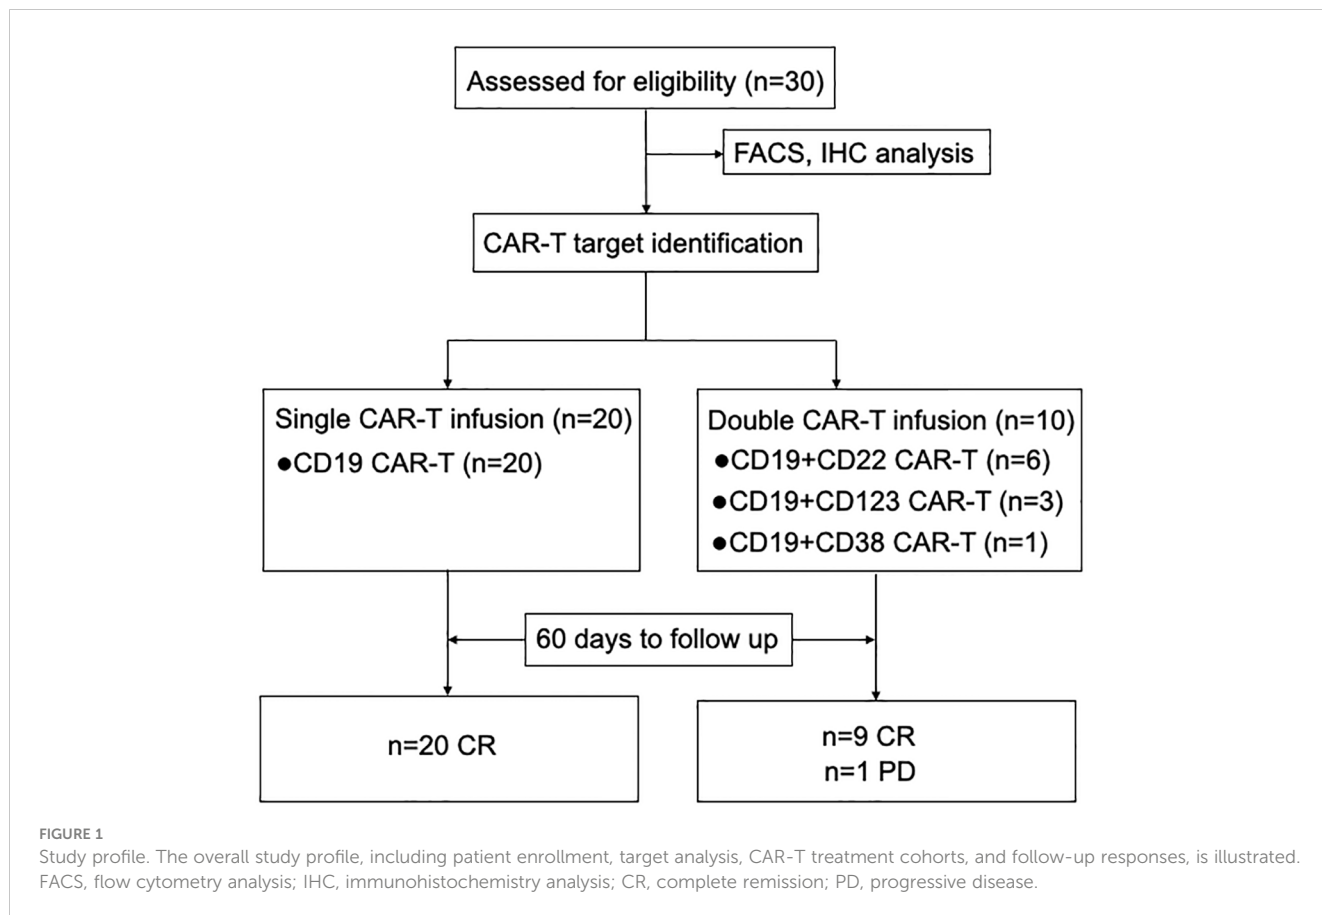 Assessed for eligibility (n=30)
FACS, IHC analysis
CAR-T target identification
Single CAR-T infusion (n=20)
●CD19 CAR-T (n=20)
Double CAR-T infusion (n=10)
●CD19+CD22 CAR-T (n=6)
●CD19+CD123 CAR-T (n=3)
●CD19+CD38 CAR-T (n=1)
60 days to follow up
n=20 CR
n=9 CR
n=1 PD
FIGURE 1
Study profile. The overall study profile, including patient enrollment, target analysis, CAR-T treatment cohorts, and follow-up responses, is illustrated.
FACS, flow cytometry analysis; IHC, immunohistochemistry analysis; CR, complete remission; PD, progressive disease.